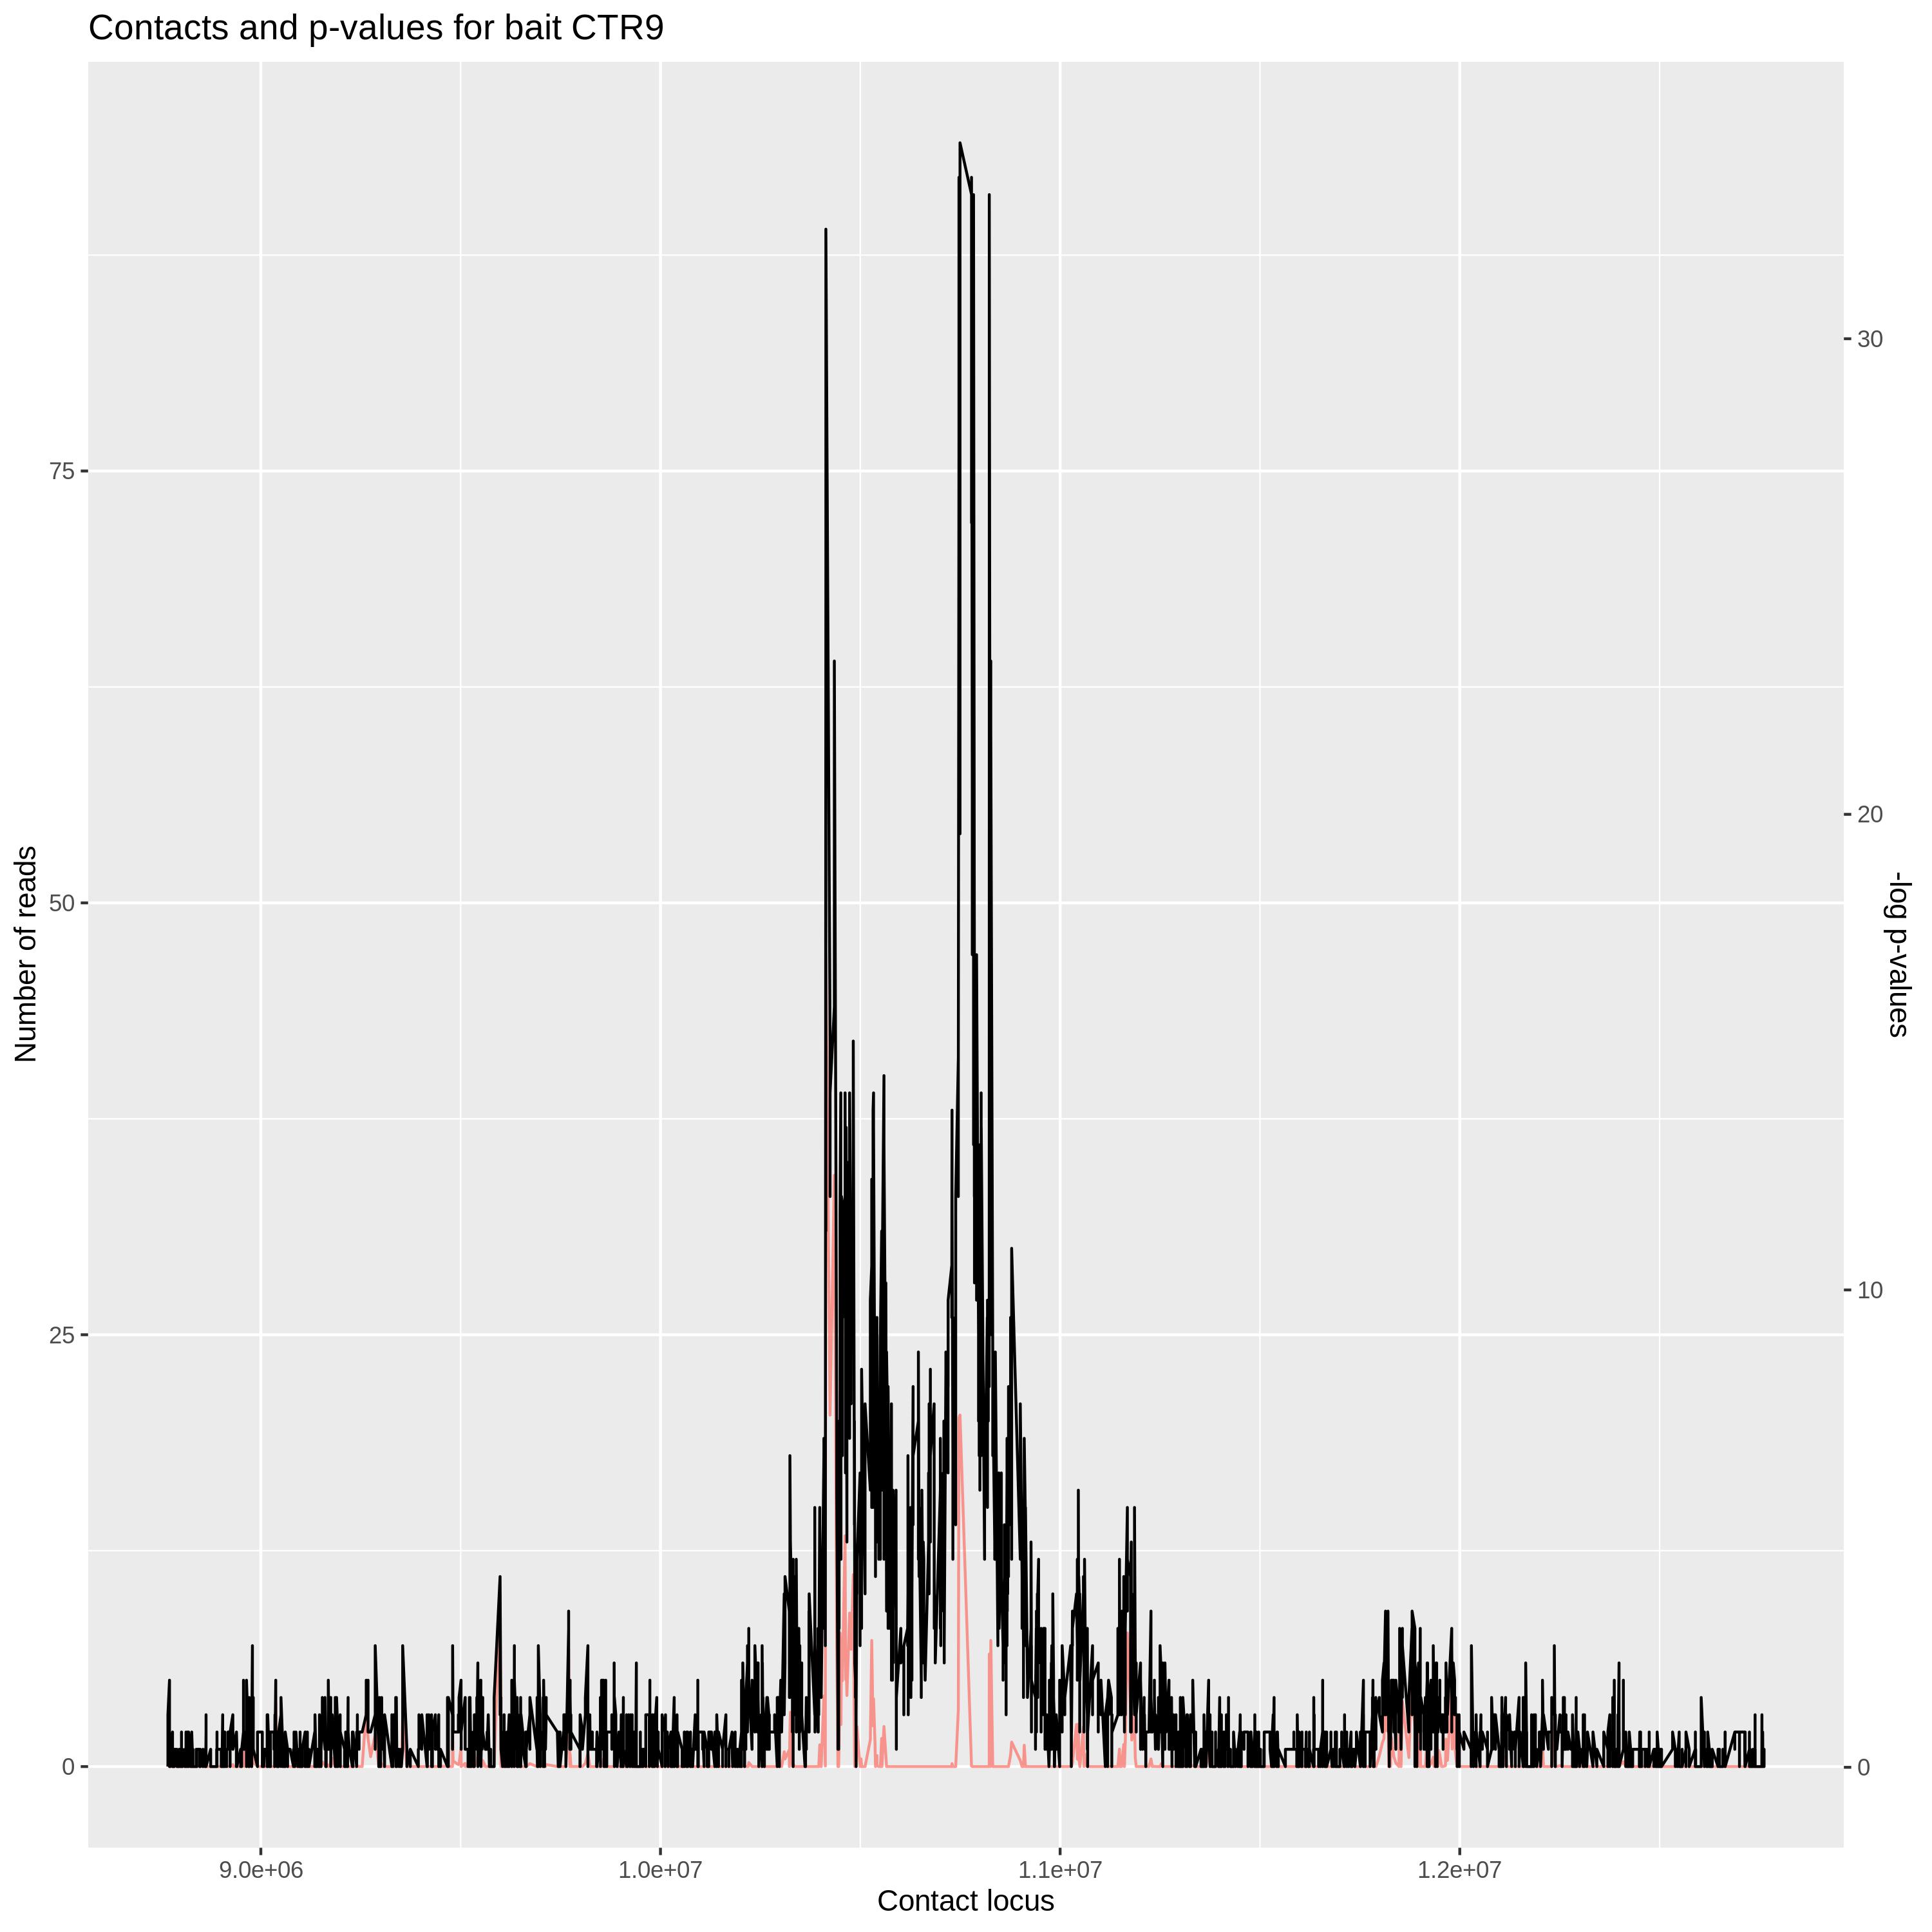 Contacts and p-values for bait CTR9
30
75
20
50
Number of reads
-log p-values
10
25
0
0
9.0e+06
1.0e+07
1.1e+07
1.2e+07
Contact locus